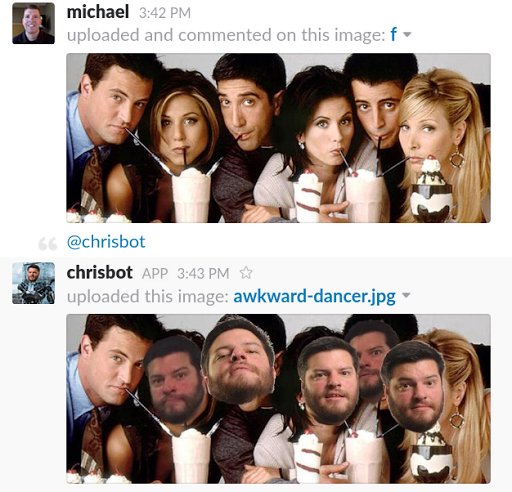 michael 3:42 PM
uploaded and commented on this image: f
@chrisbot
chrisbot APP 3:43 PM
uploaded this image: awkward-dancer.jpg